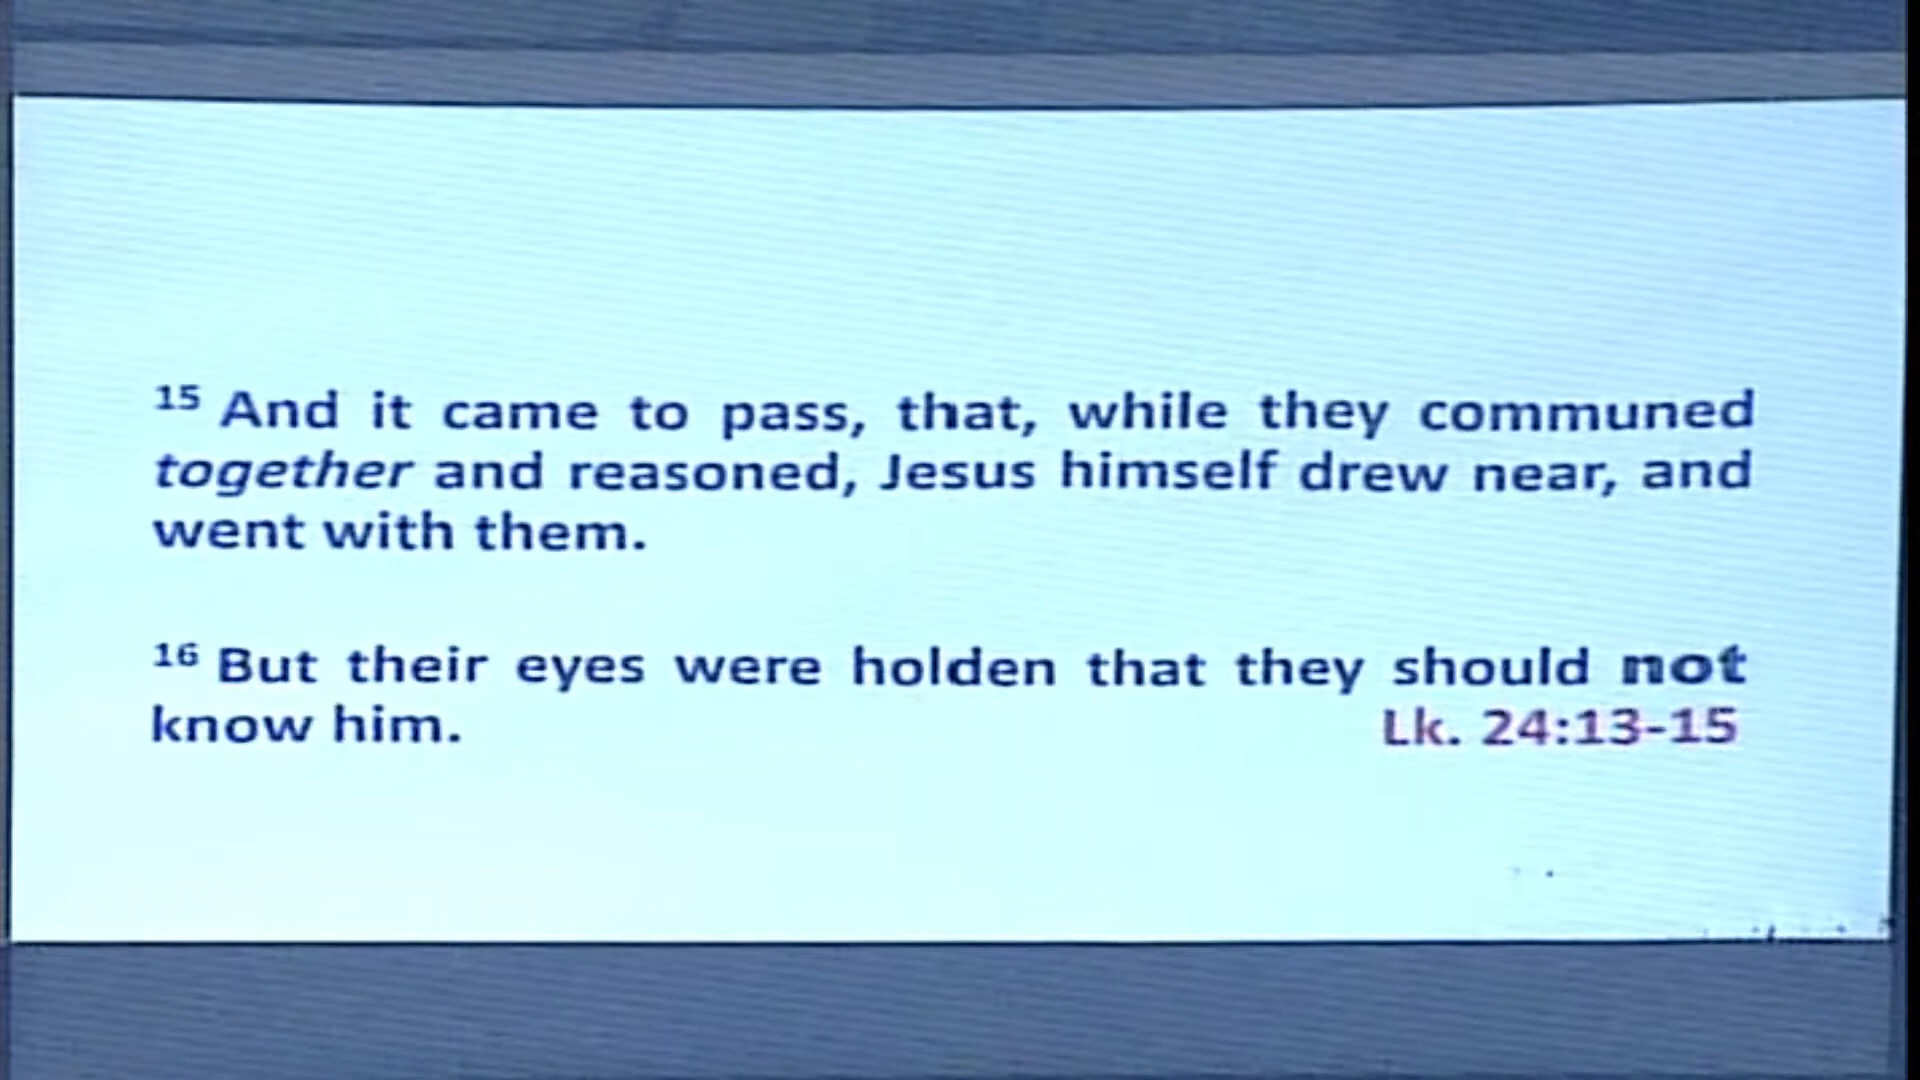 15 And it came to pass, that, while they communed
together and reasoned, Jesus himself drew near, and
went with them.
16 But their eyes were holden that they should not
know him. Lk. 24:13-15